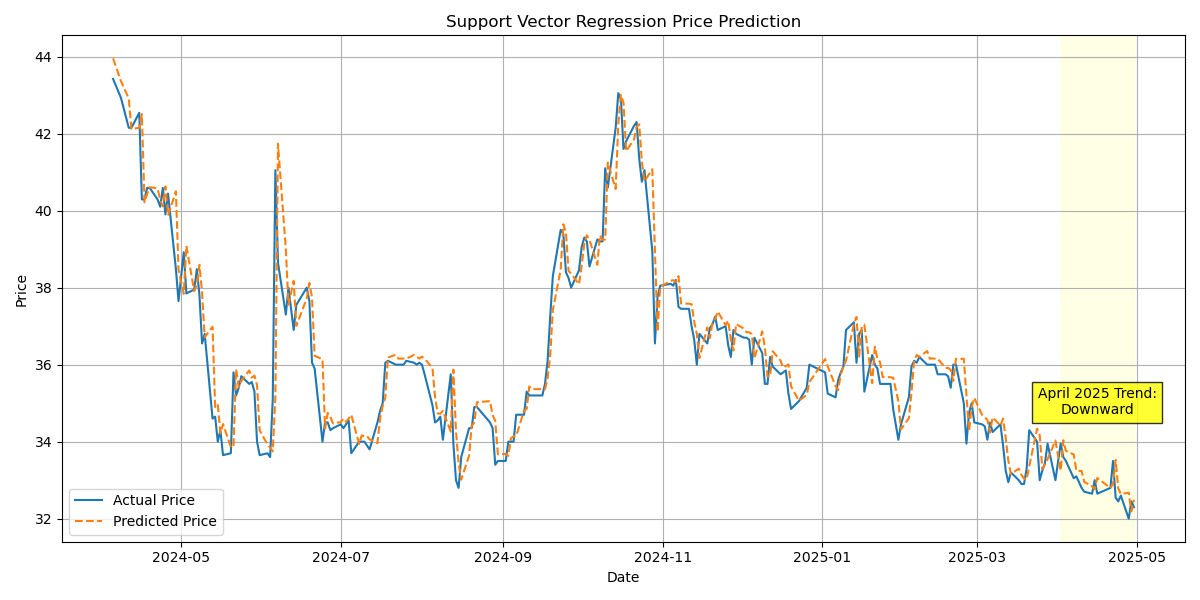 Support Vector Regression Price Prediction
Price
44
42
40
38
36
34
32
April 2025 Trend:
Downward
Actual Price
Predicted Price
2024-05
2024-07
2024-09
2024-11
2025-01
2025-03
2025-05
Date